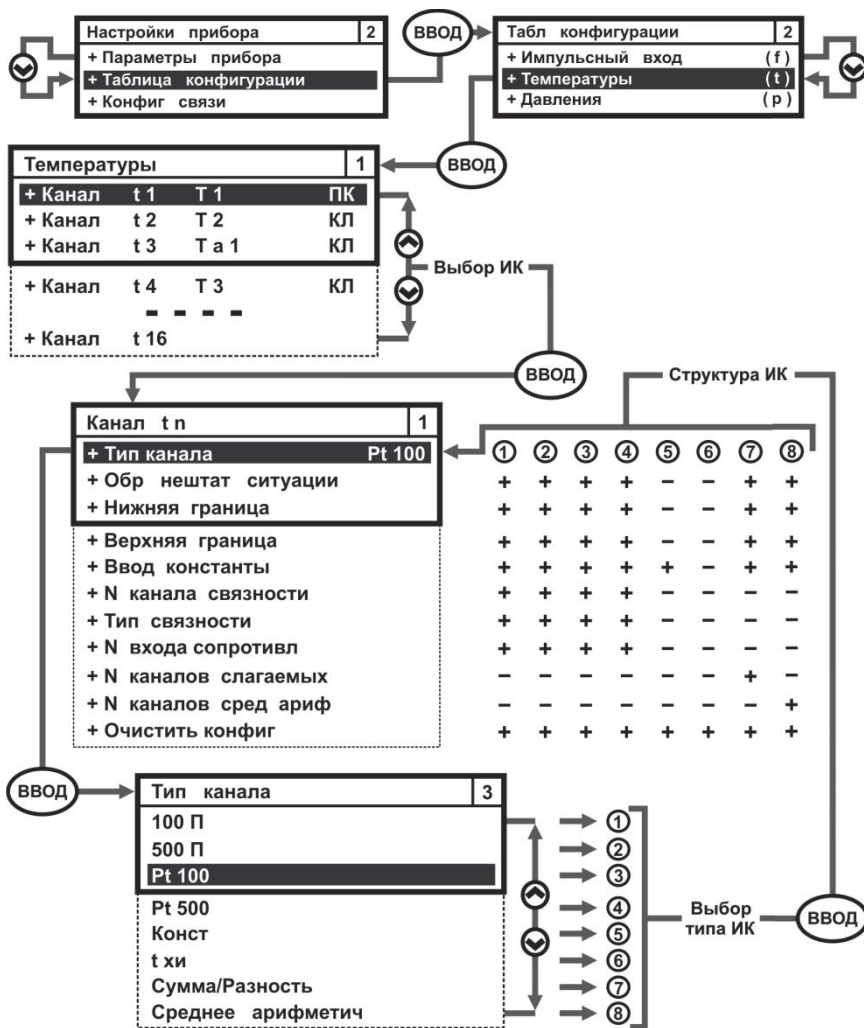 Настройки прибора 2
+ Параметры прибора
+ Таблица конфигурации
+ Конфиг связи
ВВОД
Табл конфигурации 2
+ Импульсный вход (f)
+ Температуры (t)
+ Давления (p)
ВВОД
Температуры 1
+ Канал t 1 T 1 ПК
+ Канал t 2 T 2 КЛ
+ Канал t 3 T a 1 КЛ
+ Канал t 4 T 3 КЛ
– – – –
+ Канал t 16
Выбор ИК
ВВОД
Структура ИК
Канал t n 1
+ Тип канала Pt 100 ① ② ③ ④ ⑤ ⑥ ⑦ ⑧
+ Обр нештат ситуации + + + + – – + +
+ Нижняя граница + + + + – – + +
+ Верхняя граница + + + + – – + +
+ Ввод константы + + + + + – + +
+ N канала связности + + + + – – – –
+ Тип связности + + + + – – – –
+ N входа сопротивл + + + + – – – –
+ N каналов слагаемых – – – – – – + –
+ N каналов сред ариф – – – – – – – +
+ Очистить конфиг + + + + + + + +
ВВОД
Тип канала 3
100 П ①
500 П ②
Pt 100 ③
Pt 500 ④
Конст ⑤
t хи ⑥
Сумма/Разность ⑦
Среднее арифметич ⑧
Выбор
типа ИК
ВВОД